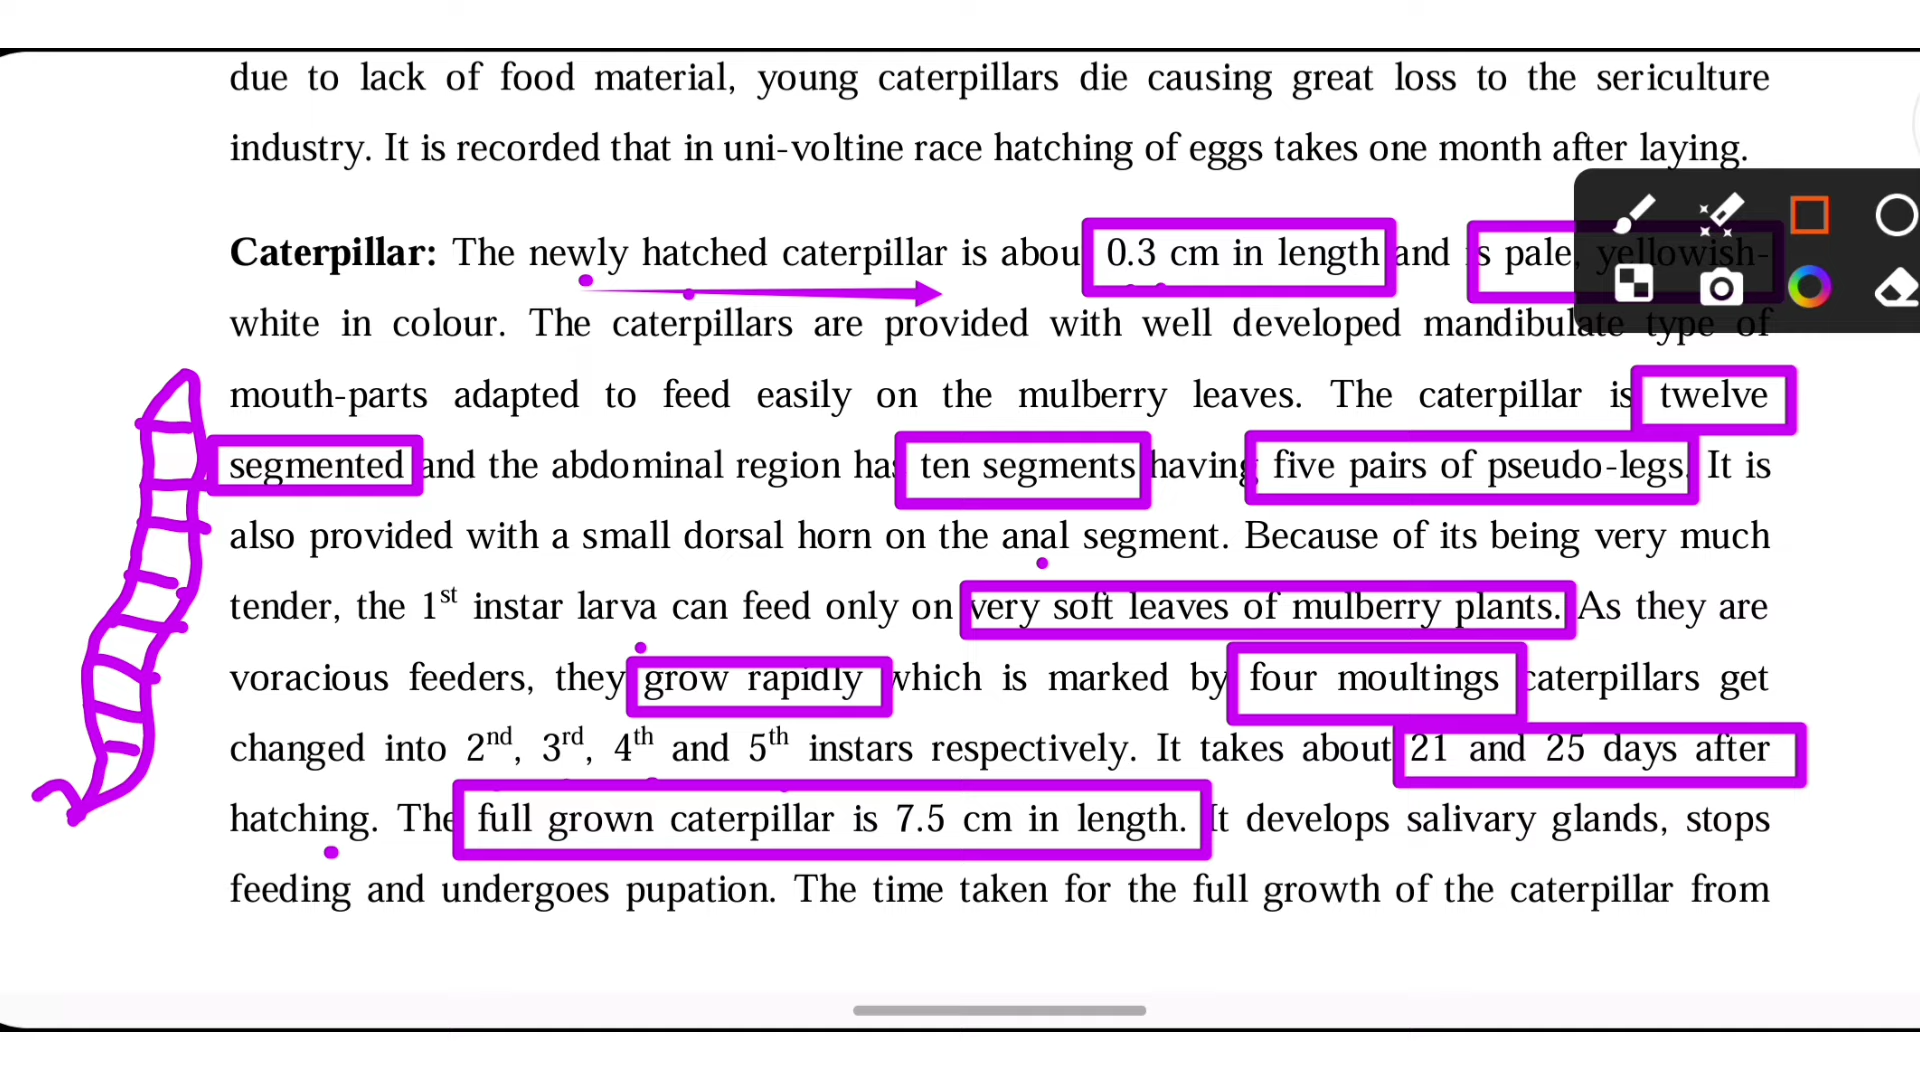 due to lack of food material, young caterpillars die causing great loss to the sericulture
industry. It is recorded that in uni-voltine race hatching of eggs takes one month after laying.
Caterpillar: The newly hatched caterpillar is abou 0.3 cm in length and is pale, yellowish-
white in colour. The caterpillars are provided with well developed mandibulate type of
mouth-parts adapted to feed easily on the mulberry leaves. The caterpillar is twelve
segmented and the abdominal region has ten segments having five pairs of pseudo-legs. It is
also provided with a small dorsal horn on the anal segment. Because of its being very much
tender, the 1st instar larva can feed only on very soft leaves of mulberry plants. As they are
voracious feeders, they grow rapidly which is marked by four moultings caterpillars get
changed into 2nd, 3rd, 4th and 5th instars respectively. It takes about 21 and 25 days after
hatching. The full grown caterpillar is 7.5 cm in length. It develops salivary glands, stops
feeding and undergoes pupation. The time taken for the full growth of the caterpillar from